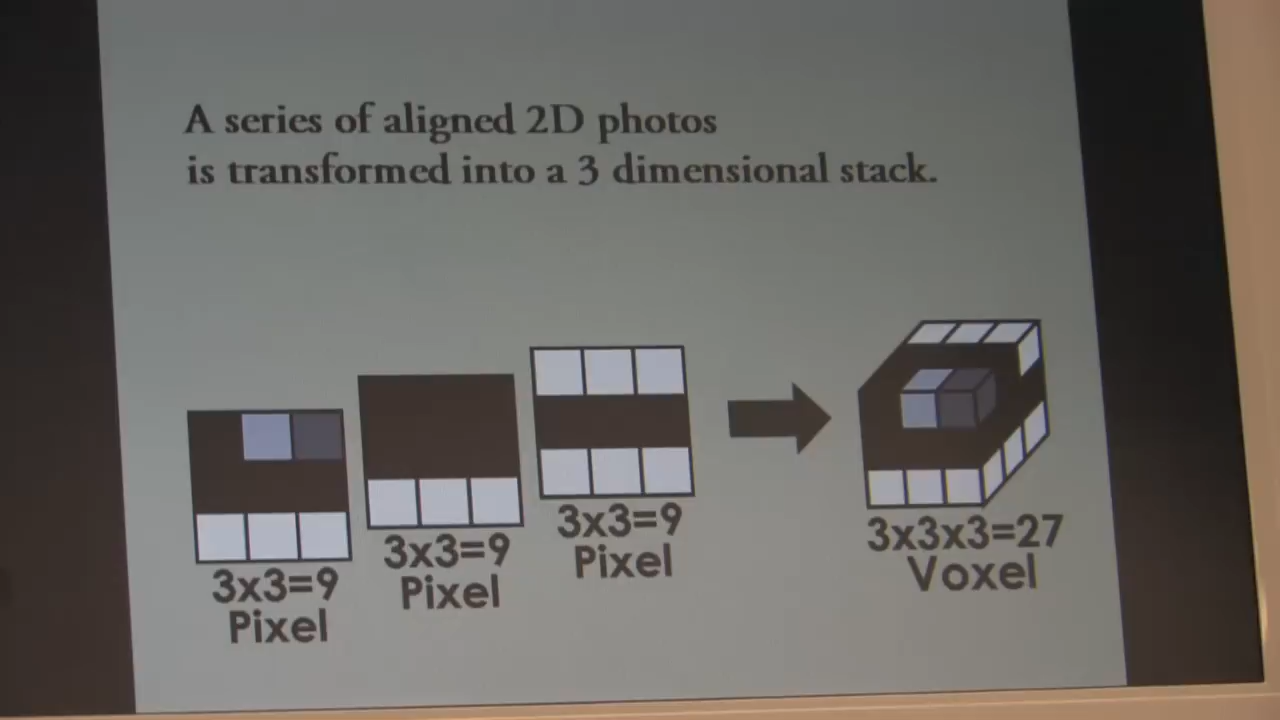 A series of aligned 2D photos
is transformed into a 3 dimensional stack.
3x3=9
Pixel
3x3=9
Pixel
3x3=9
Pixel
3x3x3=27
Voxel